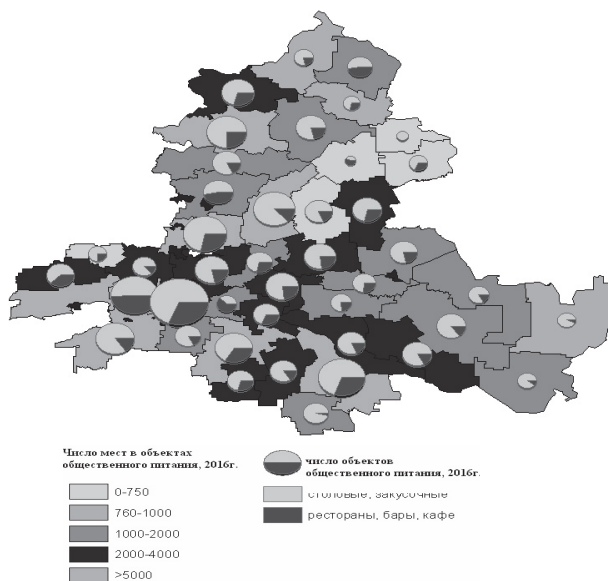 Число мест в объектах
общественного питания, 2016г.
0-750
760-1000
1000-2000
2000-4000
>5000
число объектов
общественного питания, 2016г.
столовые, закусочные
рестораны, бары, кафе